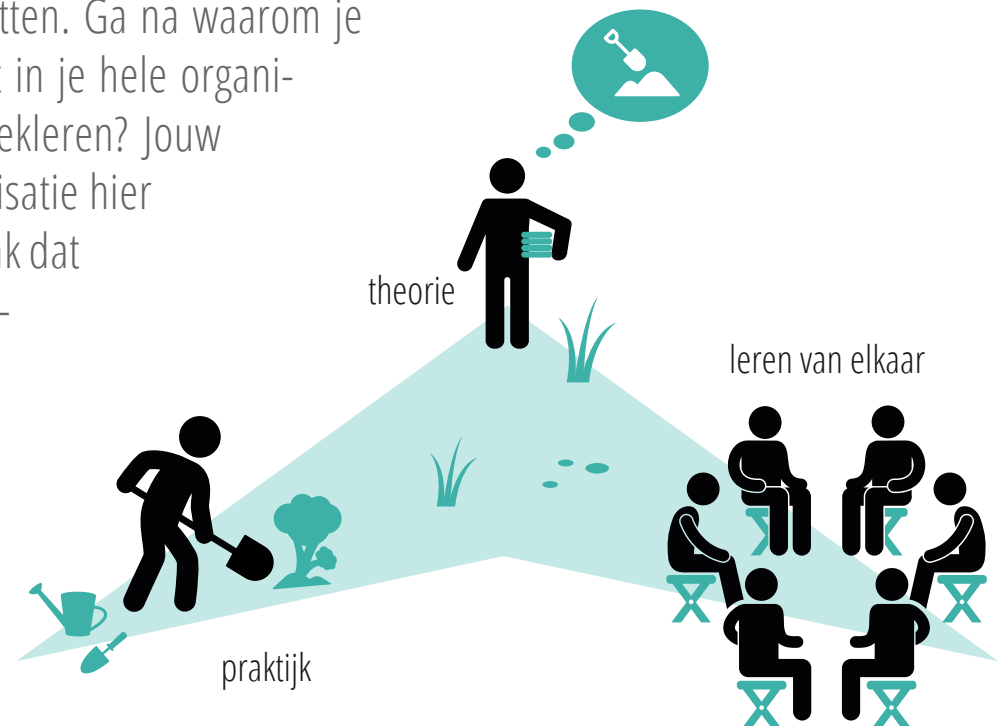 tten. Ga na waarom je
in je hele organi-
ekleren? Jouw
isatie hier
k dat
-
theorie
leren van elkaar
praktijk